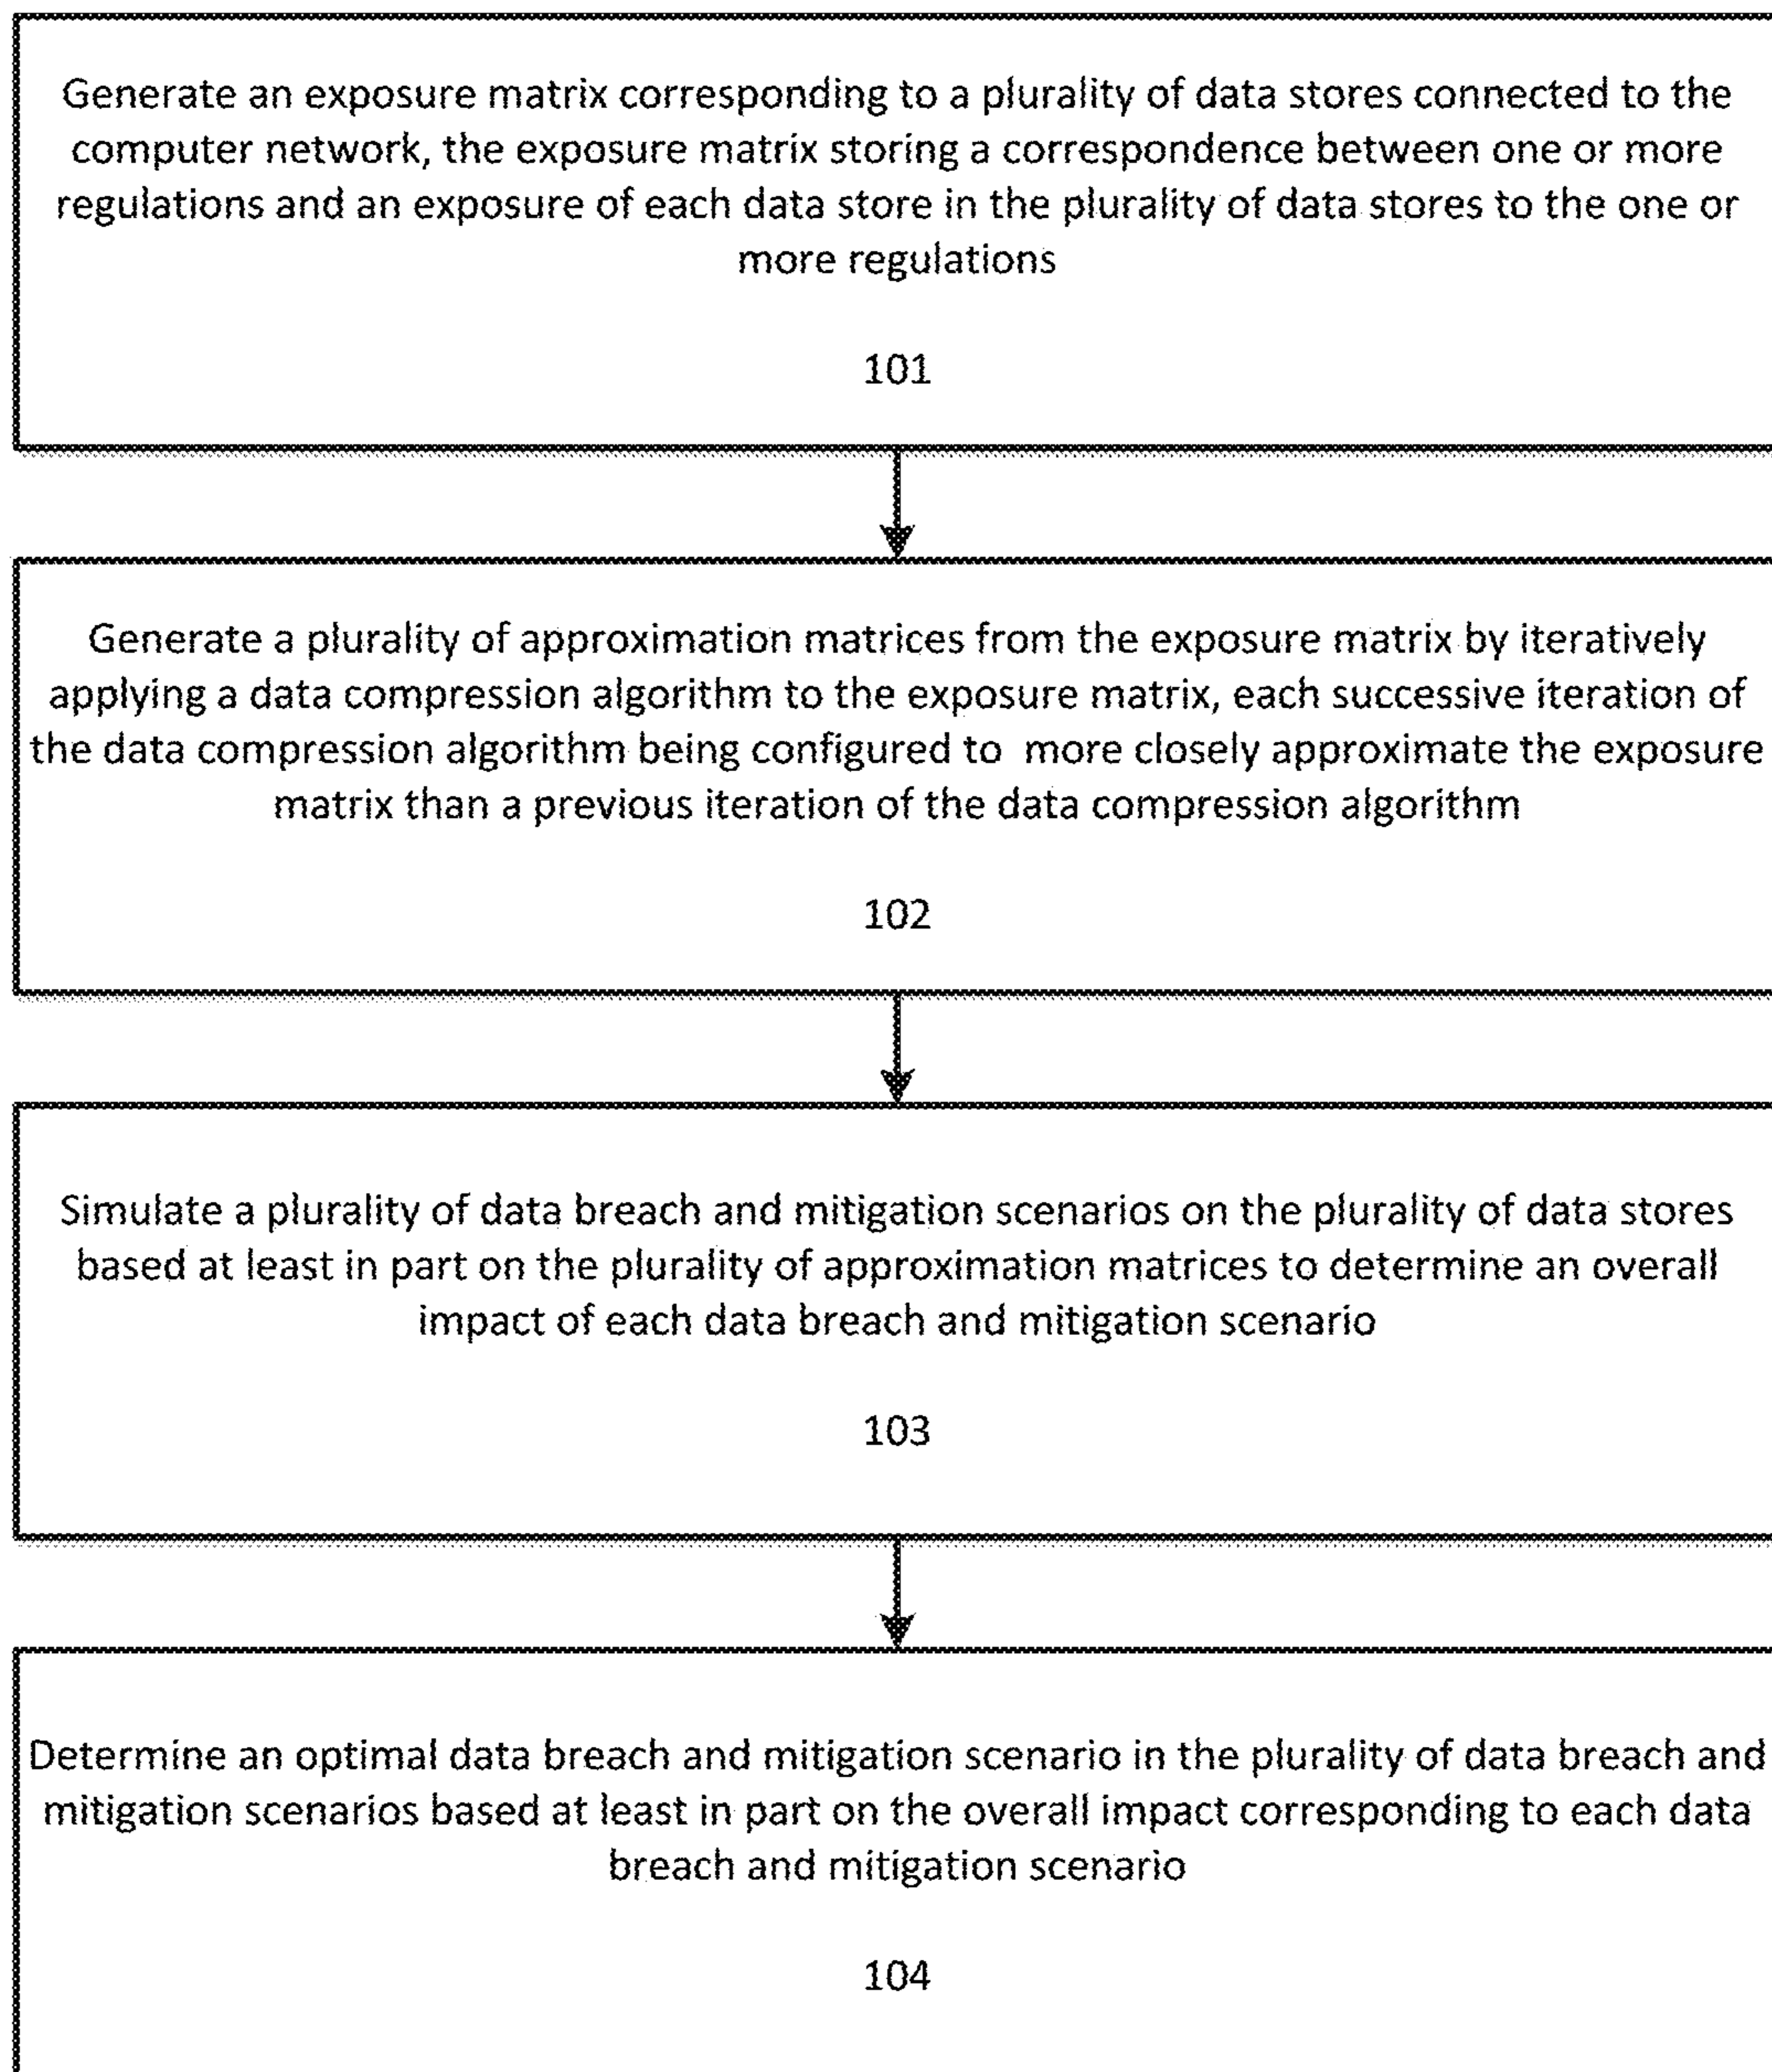 Generate an exposure matrix corresponding to a plurality of data stores connected to the
computer network, the exposure matrix storing a correspondence between one or more
regulations and an exposure of each data store in the plurality of data stores to the one or
more regulations
101
Generate a plurality of approximation matrices from the exposure matrix by iteratively
applying a data compression algorithm to the exposure matrix, each successive iteration of
the data compression algorithm being configured to more closely approximate the exposure
matrix than a previous iteration of the data compression algorithm
102
Simulate a plurality of data breach and mitigation scenarios on the plurality of data stores
based at least in part on the plurality of approximation matrices to determine an overall
impact of each data breach and mitigation scenario
103
Determine an optimal data breach and mitigation scenario in the plurality of data breach and
mitigation scenarios based at least in part on the overall impact corresponding to each data
breach and mitigation scenario
104